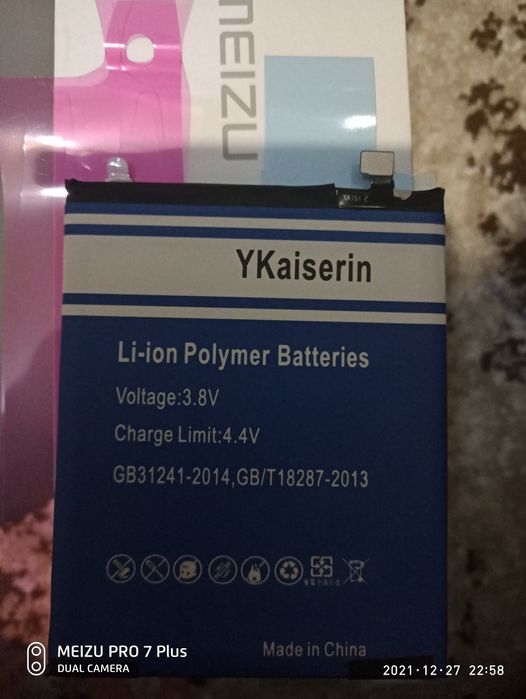 MEIZU
YKaiserin
Li-ion Polymer Batteries
Voltage:3.8V
Charge Limit:4.4V
GB31241-2014,GB/T18287-2013
Made in China
MEIZU PRO 7 Plus
DUAL CAMERA
2021·12·27 22:58